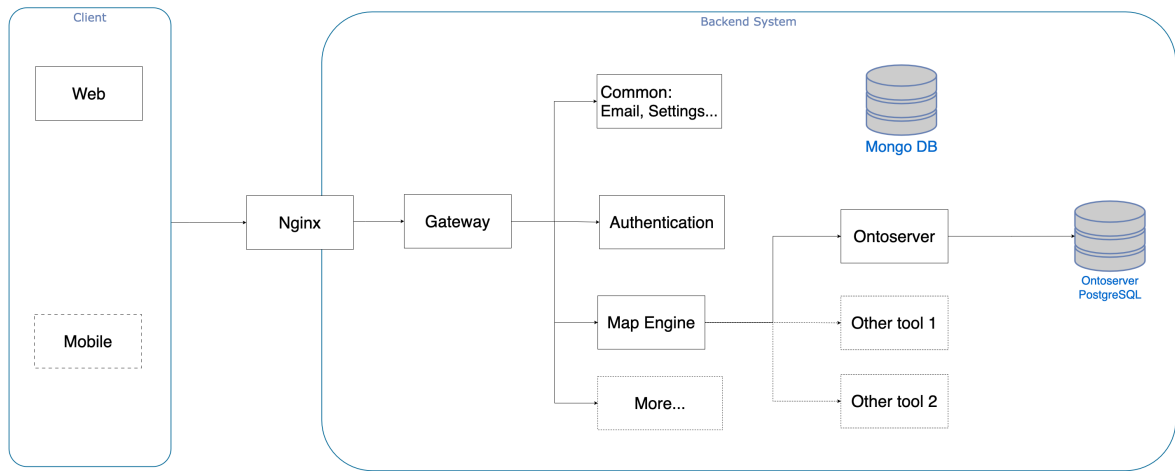 Client
Backend System
Web
Common:
Email, Settings...
Mongo DB
Nginx
Gateway
Authentication
Ontoserver
Ontoserver
PostgreSQL
Map Engine
Other tool 1
Mobile
More...
Other tool 2